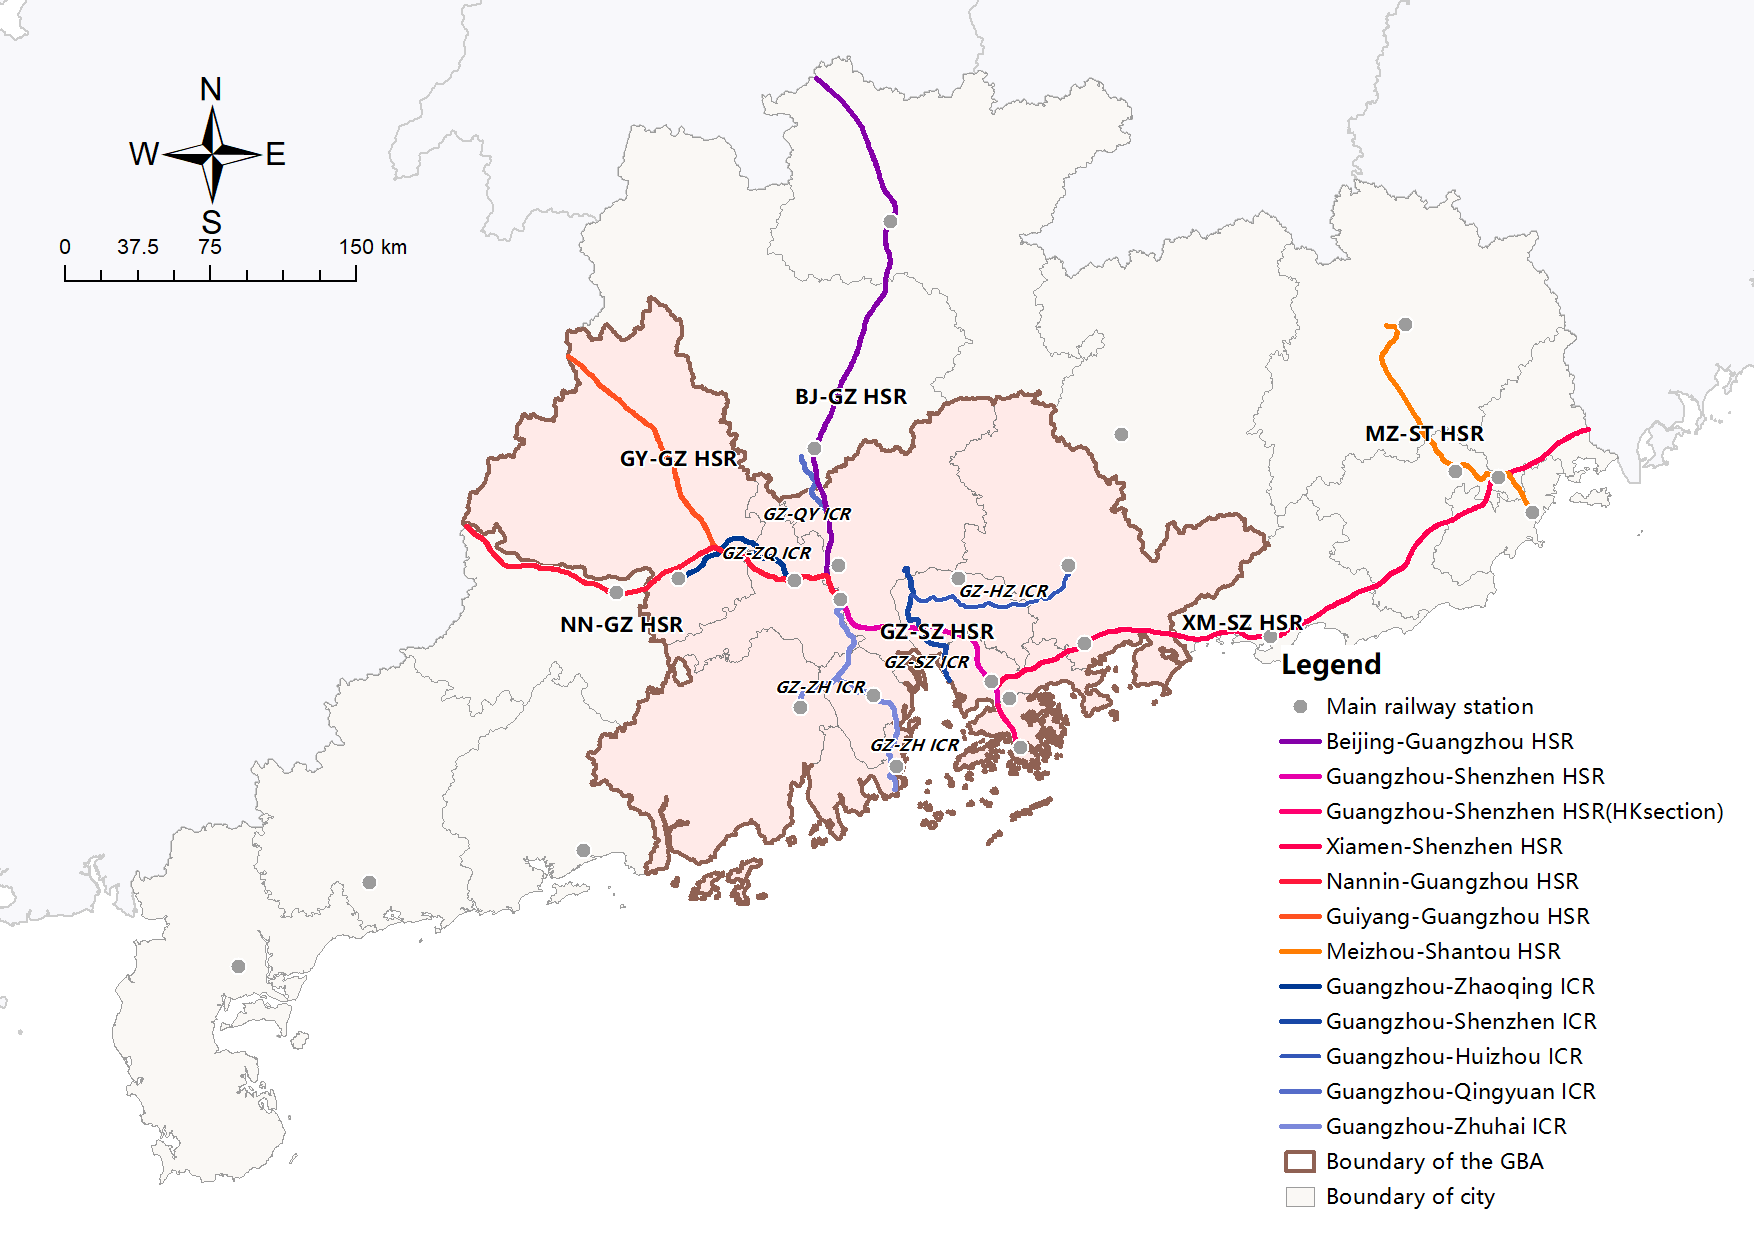 N
W E
S
0 37.5 75 150 km
BJ-GZ HSR
GY-GZ HSR
MZ-ST HSR
GZ-QY ICR
GZ-ZQ ICR
GZ-HZ ICR
NN-GZ HSR
GZ-SZ HSR
XM-SZ HSR
GZ-SZ ICR
GZ-ZH ICR
GZ-ZH ICR
Legend
Main railway station
Beijing-Guangzhou HSR
Guangzhou-Shenzhen HSR
Guangzhou-Shenzhen HSR(HKsection)
Xiamen-Shenzhen HSR
Nannin-Guangzhou HSR
Guiyang-Guangzhou HSR
Meizhou-Shantou HSR
Guangzhou-Zhaoqing ICR
Guangzhou-Shenzhen ICR
Guangzhou-Huizhou ICR
Guangzhou-Qingyuan ICR
Guangzhou-Zhuhai ICR
Boundary of the GBA
Boundary of city